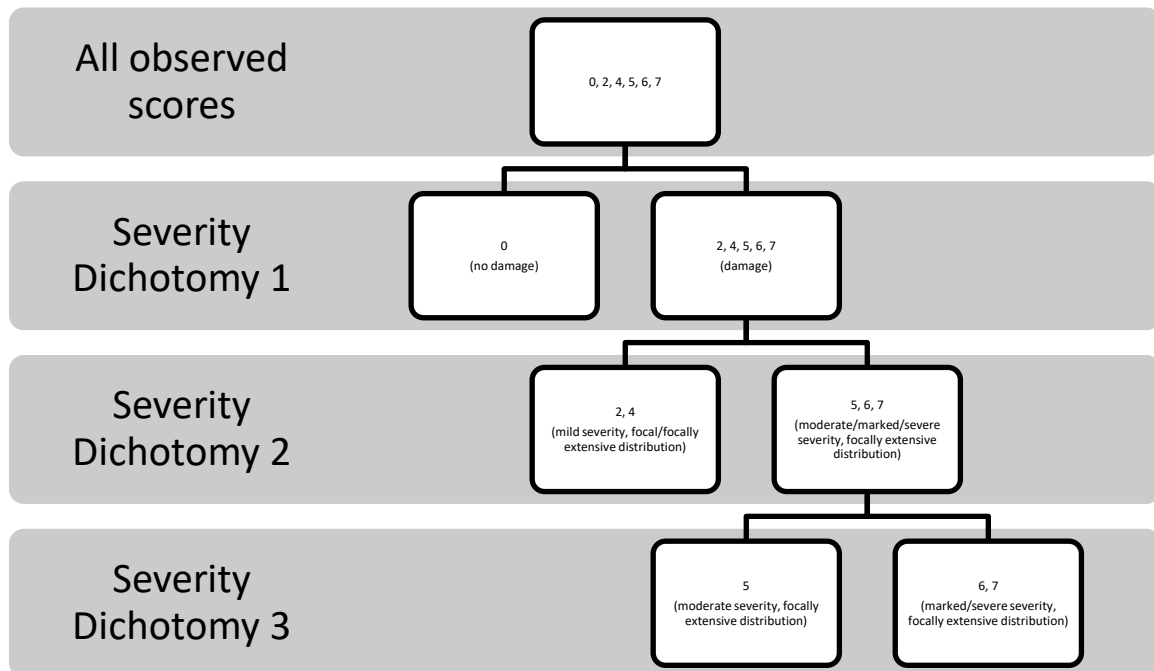 All observed
scores
0, 2, 4, 5, 6, 7
Severity
Dichotomy 1
0
(no damage)
2, 4, 5, 6, 7
(damage)
Severity
Dichotomy 2
2, 4
(mild severity, focal/focally
extensive distribution)
5, 6, 7
(moderate/marked/severe
severity, focally extensive
distribution)
Severity
Dichotomy 3
5
(moderate severity, focally
extensive distribution)
6, 7
(marked/severe severity,
focally extensive distribution)